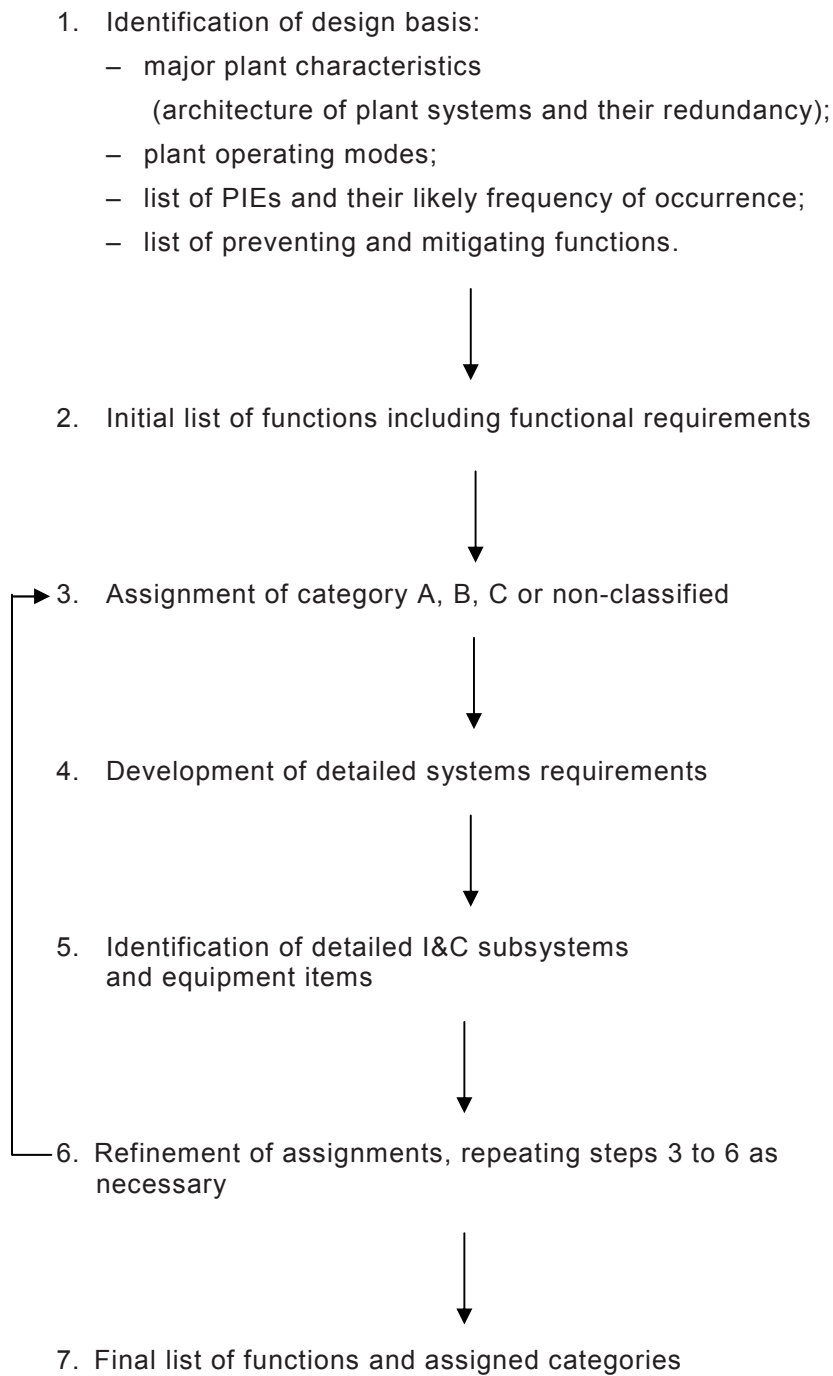 1. Identification of design basis:
– major plant characteristics
(architecture of plant systems and their redundancy);
– plant operating modes;
– list of PIEs and their likely frequency of occurrence;
– list of preventing and mitigating functions.
2. Initial list of functions including functional requirements
3. Assignment of category A, B, C or non-classified
4. Development of detailed systems requirements
5. Identification of detailed I&C subsystems
and equipment items
6. Refinement of assignments, repeating steps 3 to 6 as
necessary
7. Final list of functions and assigned categories